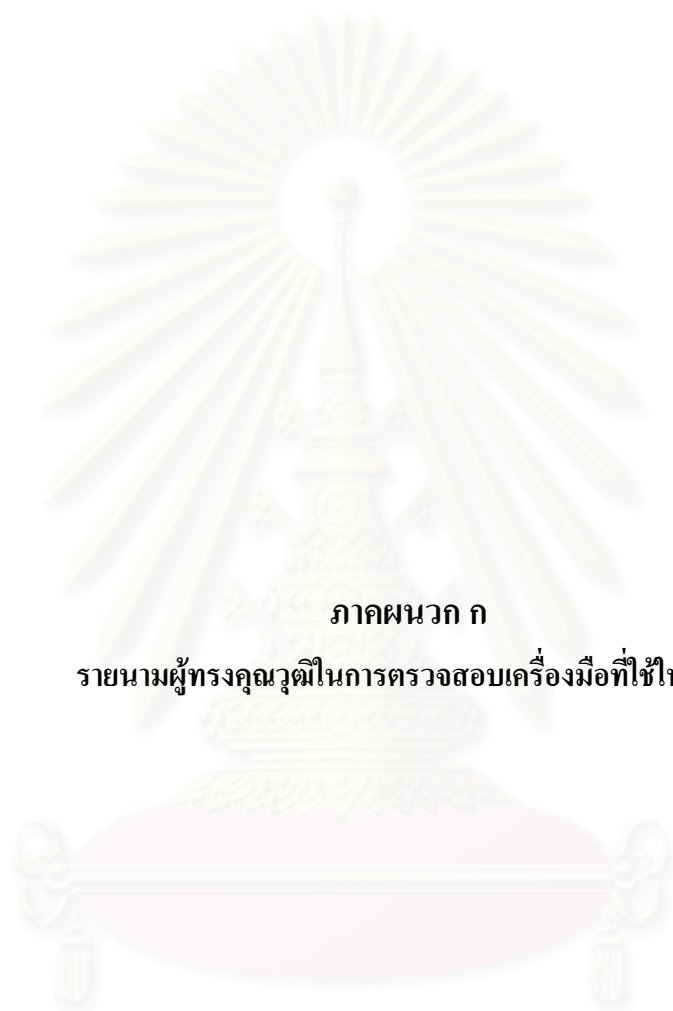 ภาคผนวก ก
รายนามผู้ทรงคุณวุฒิในการตรวจสอบเครื่องมือที่ใช้ใ